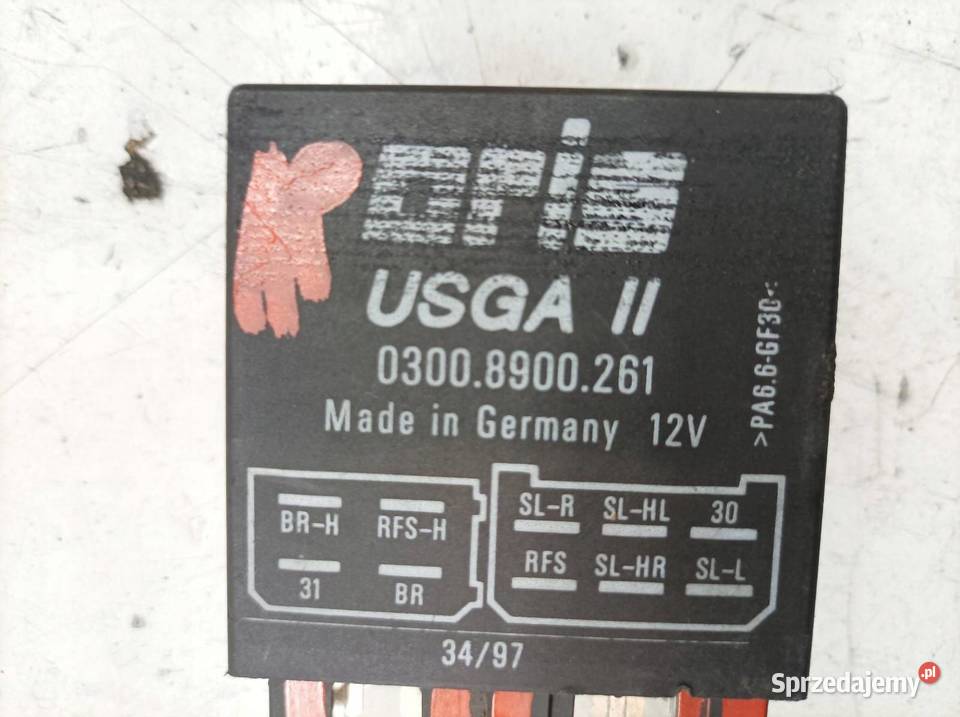 eris
USGA II
0300.8900.261
Made in Germany 12V
>PA6.6-GF30<
BR-H RFS-H
31 BR
SL-R SL-HL 30
RFS SL-HR SL-L
34/97
Sprzedajemy.pl